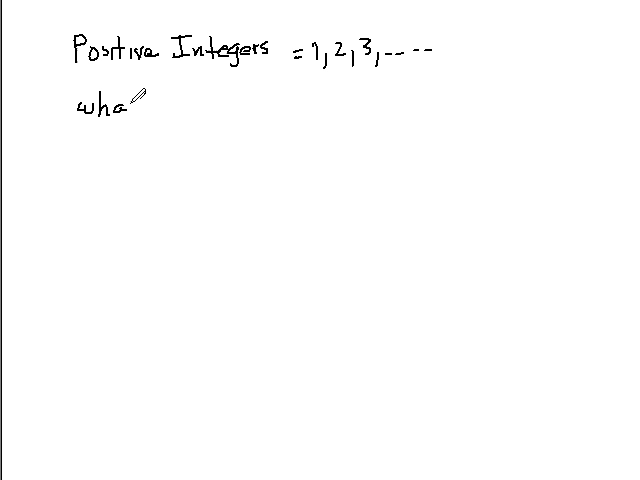 Positive Integers = 1, 2, 3, -- --
wha